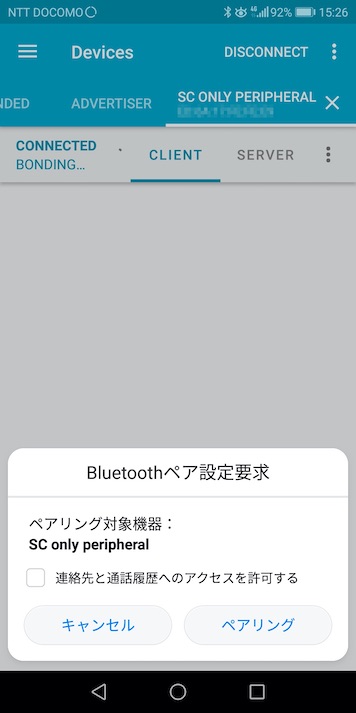 NTT DOCOMO 4G 92% 15:26
Devices DISCONNECT
NDED ADVERTISER SC ONLY PERIPHERAL
CONNECTED
BONDING... CLIENT SERVER
Bluetoothペア設定要求
ペアリング対象機器：
SC only peripheral
連絡先と通話履歴へのアクセスを許可する
キャンセル ペアリング